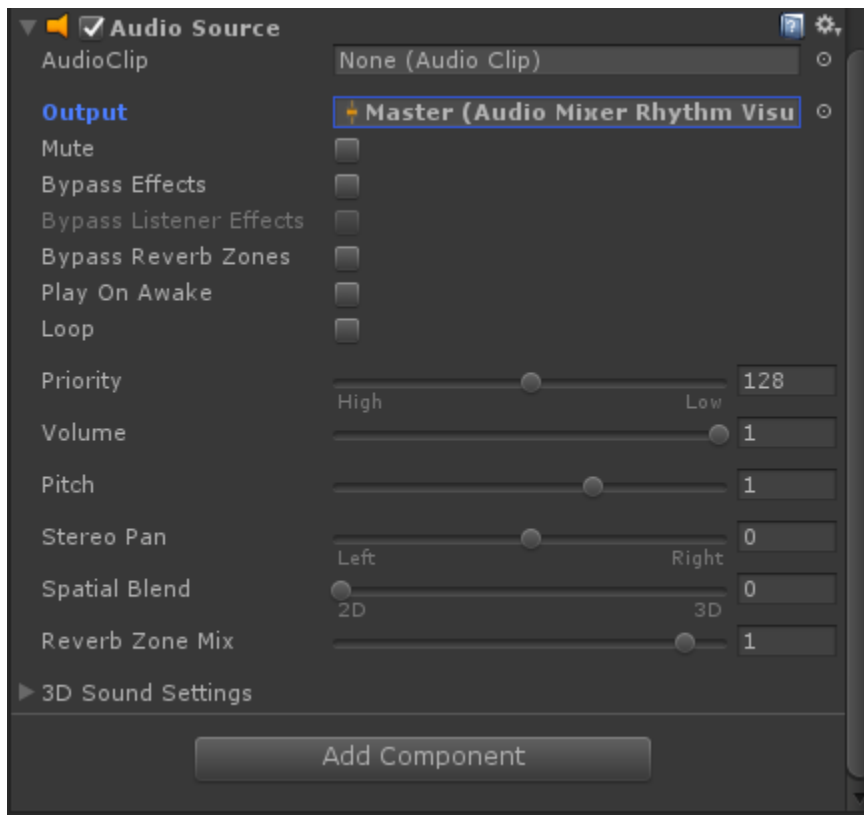 Audio Source
AudioClip None (Audio Clip)
Output Master (Audio Mixer Rhythm Visu
Mute
Bypass Effects
Bypass Listener Effects
Bypass Reverb Zones
Play On Awake
Loop
Priority 128
High Low
Volume 1
Pitch 1
Stereo Pan 0
Left Right
Spatial Blend 0
2D 3D
Reverb Zone Mix 1
3D Sound Settings
Add Component